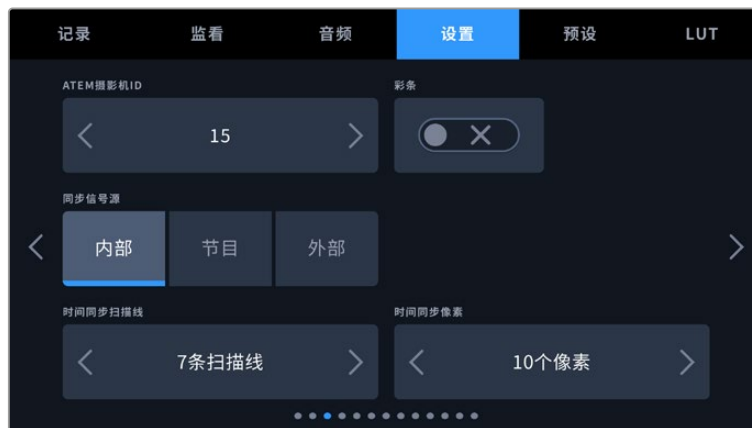 记录 监看 音频 设置 预设 LUT
ATEM摄影机ID 彩条
15
同步信号源
内部 节目 外部
时间同步扫描线 时间同步像素
7条扫描线 10个像素